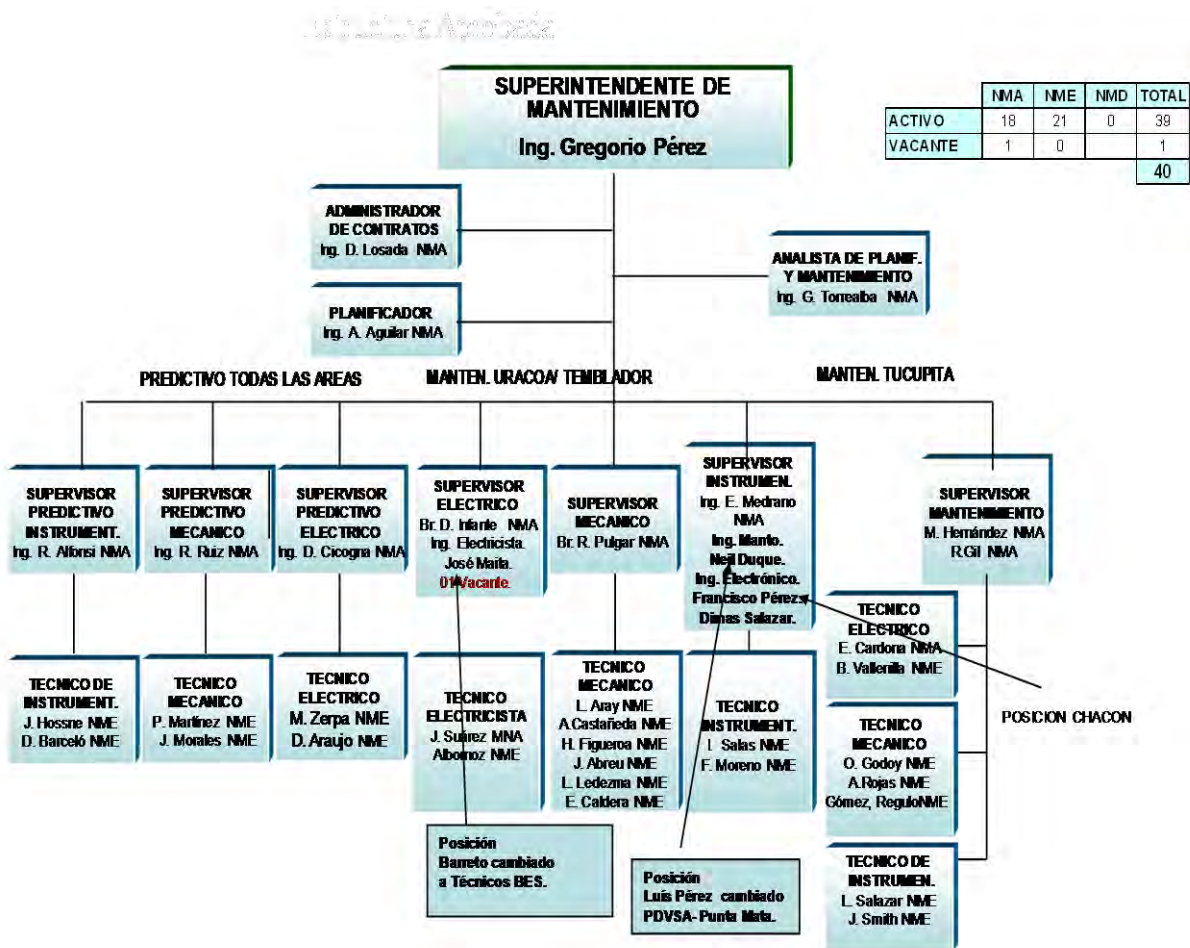 SUPERINTENDENTE DE
MANTENIMIENTO
Ing. Gregorio Pérez
NMA NME NMD TOTAL
ACTIVO 18 21 0 39
VACANTE 1 0 1
40
ADMINISTRADOR
DE CONTRATOS
Ing. D. Losada NMA
ANALISTA DE PLANIF.
Y MANTENIMIENTO
Ing. G. Torrealba NMA
PLANIFICADOR
Ing. A. Aguilar NMA
PREDICTIVO TODAS LAS AREAS
MANTEN. URACOA/ TEMBLADOR
MANTEN. TUCUPITA
SUPERVISOR
PREDICTIVO
INSTRUMENT.
Ing. R. Alfonsi NMA
SUPERVISOR
PREDICTIVO
MECANICO
Ing. R. Ruiz NMA
SUPERVISOR
PREDICTIVO
ELECTRICO
Ing. D. Cicogna NMA
SUPERVISOR
ELECTRICO
Br. D. Infante NMA
Ing. Electricista.
José Maita.
01 Vacante.
SUPERVISOR
MECANICO
Br. R. Pulgar NMA
SUPERVISOR
INSTRUMEN.
Ing. E. Medrano
NMA
Ing. Manto.
Neil Duque.
Ing. Electrónico.
Francisco Pérez.
Dimas Salazar.
SUPERVISOR
MANTENIMIENTO
M. Hernández NMA
R.Gil NMA
TECNICO DE
INSTRUMENT.
J. Hossne NME
D. Barceló NME
TECNICO
MECANICO
P. Martínez NME
J. Morales NME
TECNICO
ELECTRICO
M. Zerpa NME
D. Araujo NME
TECNICO
ELECTRICISTA
J. Suárez MNA
Albornoz NME
TECNICO
MECANICO
L. Aray NME
A.Castañeda NME
H. Figueroa NME
J. Abreu NME
L. Ledezma NME
E. Caldera NME
TECNICO
INSTRUMENT.
I. Salas NME
F. Moreno NME
TECNICO
ELECTRICO
E. Cardona NMA
B. Vallenilla NME
TECNICO
MECANICO
O. Godoy NME
A.Rojas NME
Gómez, ReguloNME
TECNICO DE
INSTRUMEN.
L. Salazar NME
J. Smith NME
POSICION CHACON
Posición
Barreto cambiado
a Técnicos BES.
Posición
Luís Pérez cambiado
PDVSA- Punta Mata.